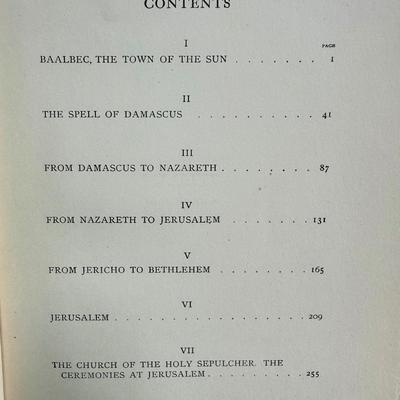 CONTENTS
I
PAGE
BAALBEC, THE TOWN OF THE SUN . . . . . . . 1
II
THE SPELL OF DAMASCUS . . . . . . . . . . 41
III
FROM DAMASCUS TO NAZARETH . . . . . . . . 87
IV
FROM NAZARETH TO JERUSALEM . . . . . . . 131
V
FROM JERICHO TO BETHLEHEM . . . . . . . . 165
VI
JERUSALEM . . . . . . . . . . . . . . . . . 209
VII
THE CHURCH OF THE HOLY SEPULCHER. THE
CEREMONIES AT JERUSALEM . . . . . . . . . 255